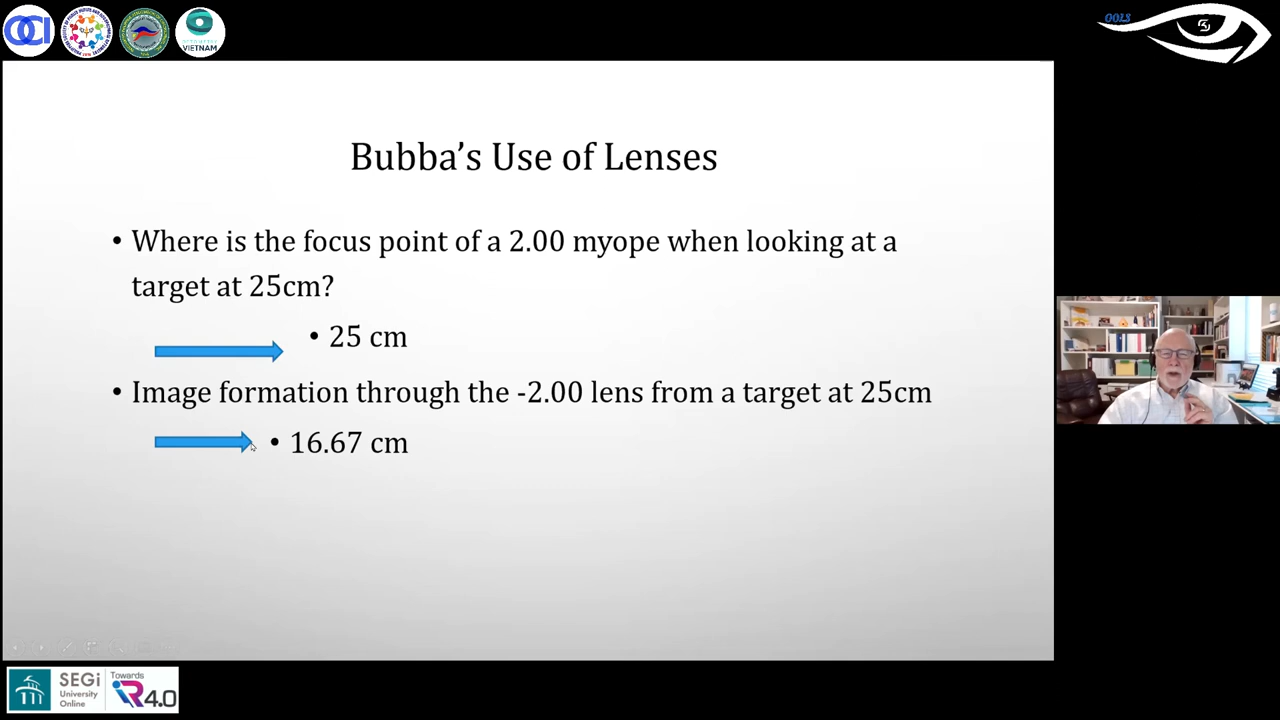 OCI
VIETNAM
OOLS
Bubba's Use of Lenses
• Where is the focus point of a 2.00 myope when looking at a
target at 25cm?
• 25 cm
• Image formation through the -2.00 lens from a target at 25cm
• 16.67 cm
SEGi
University
Online
Towards
iR4.0